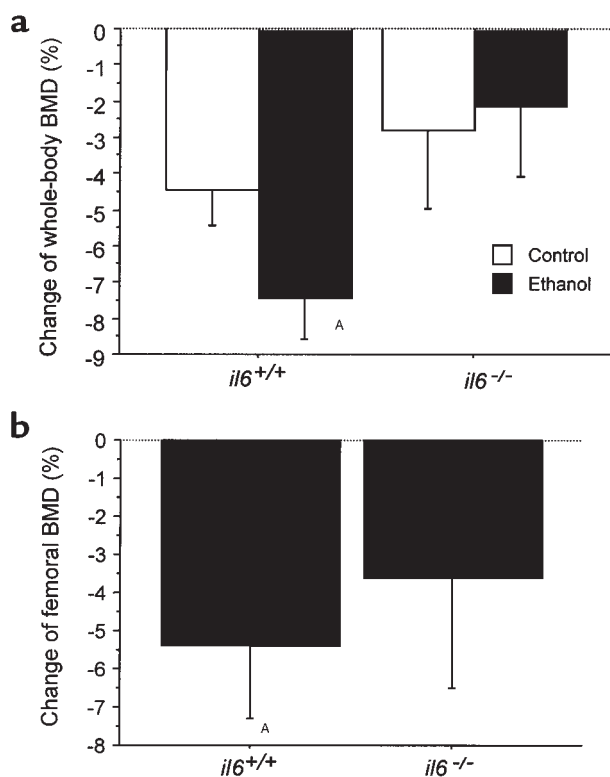 a
Change of whole-body BMD (%)
0
-1
-2
-3
-4
-5
-6
-7
-8
-9
Control
Ethanol
A
il6+/+
il6-/-
b
Change of femoral BMD (%)
0
-1
-2
-3
-4
-5
-6
-7
-8
A
il6+/+
il6-/-